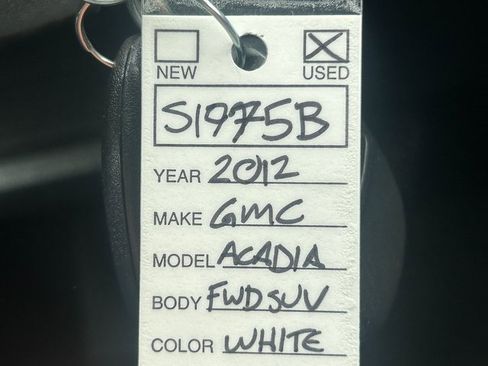 NEW USED
S1975B
YEAR 2012
MAKE GMC
MODEL ACADIA
BODY FWD SUV
COLOR WHITE